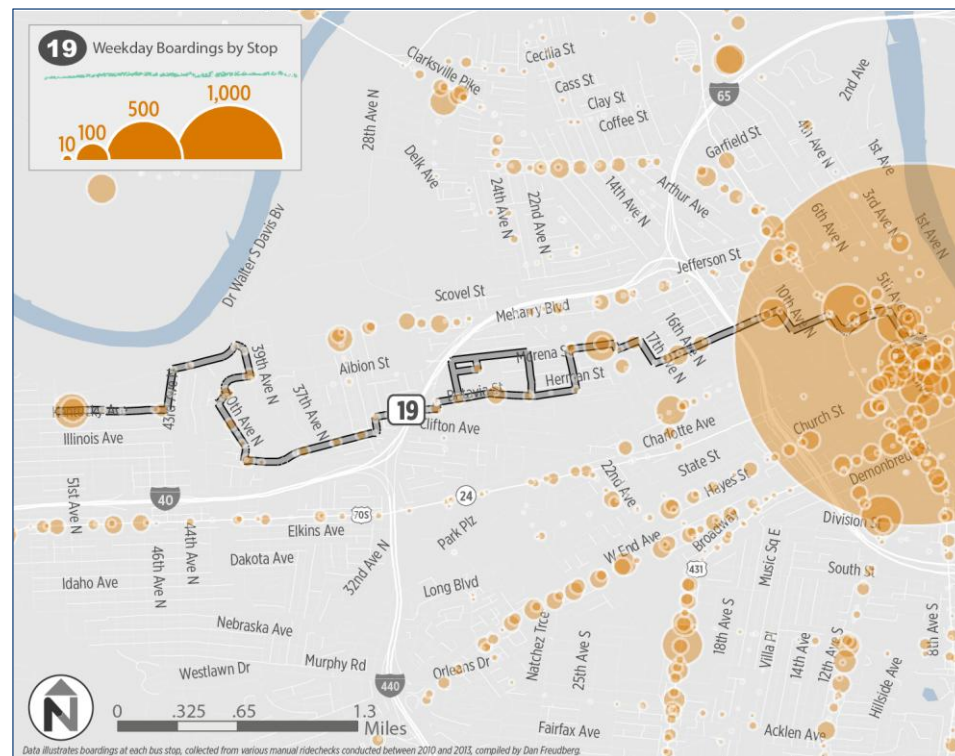 19 Weekday Boardings by Stop
10
100
500
1,000
Cecilia St
Clarksville Pike
Cass St
Clay St
Coffee St
28th Ave N
Delk Ave
65
2nd Ave
Garfield St
4th Ave N
1st Ave
24th Ave N
22nd Ave N
14th Ave N
Arthur Ave
3rd Ave N
6th Ave N
1st Ave N
Dr Walter S Davis Bv
Jefferson St
Scovel St
Meharry Blvd
10th Ave N
16th Ave N
17th Ave N
39th Ave N
Albion St
Herman St
37th Ave N
19
Clifton Ave
Illinois Ave
Church St
Charlotte Ave
State St
Hayes St
22nd Ave
51st Ave N
40
24
70S
Elkins Ave
Park Plz
W End Ave
Broadway
Division St
44th Ave N
46th Ave N
Dakota Ave
Idaho Ave
32nd Ave N
Long Blvd
431
Music Sq E
South St
Nebraska Ave
Natchez Trce
25th Ave S
18th Ave S
Villa Pl
14th Ave
12th Ave S
Hillside Ave
8th Ave S
Westlawn Dr
Murphy Rd
Orleans Dr
440
N
0 .325 .65 1.3
Miles
Fairfax Ave
Acklen Ave
Data illustrates boardings at each bus stop, collected from various manual ridechecks conducted between 2010 and 2013, compiled by Dan Freudberg.